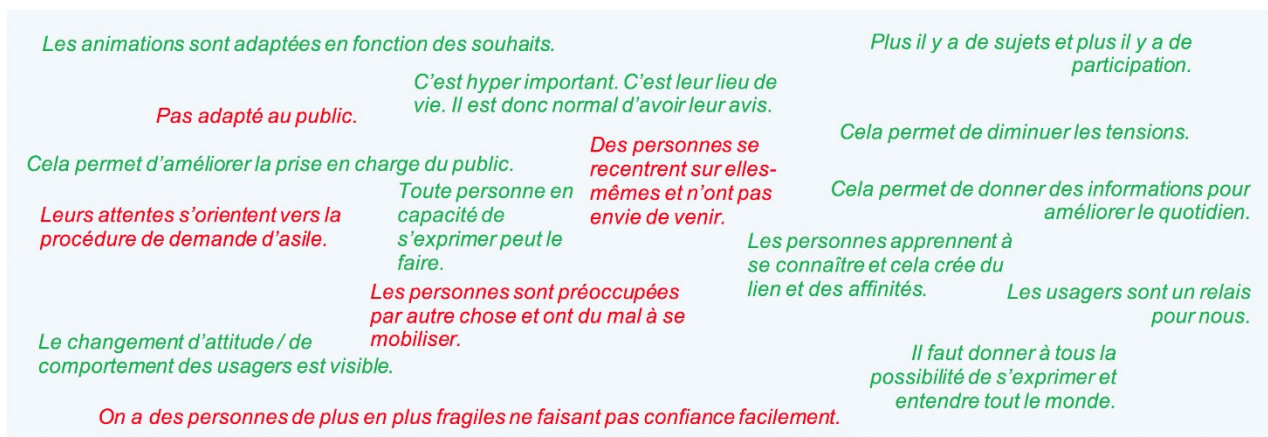 Les animations sont adaptées en fonction des souhaits.
Plus il y a de sujets et plus il y a de
participation.
C’est hyper important. C’est leur lieu de
vie. Il est donc normal d’avoir leur avis.
Pas adapté au public.
Cela permet de diminuer les tensions.
Des personnes se
recentrent sur elles-
mêmes et n’ont pas
envie de venir.
Cela permet d’améliorer la prise en charge du public.
Toute personne en
capacité de
s’exprimer peut le
faire.
Cela permet de donner des informations pour
améliorer le quotidien.
Leurs attentes s’orientent vers la
procédure de demande d’asile.
Les personnes apprennent à
se connaître et cela crée du
lien et des affinités.
Les personnes sont préoccupées
par autre chose et ont du mal à se
mobiliser.
Les usagers sont un relais
pour nous.
Le changement d’attitude / de
comportement des usagers est visible.
Il faut donner à tous la
possibilité de s’exprimer et
entendre tout le monde.
On a des personnes de plus en plus fragiles ne faisant pas confiance facilement.